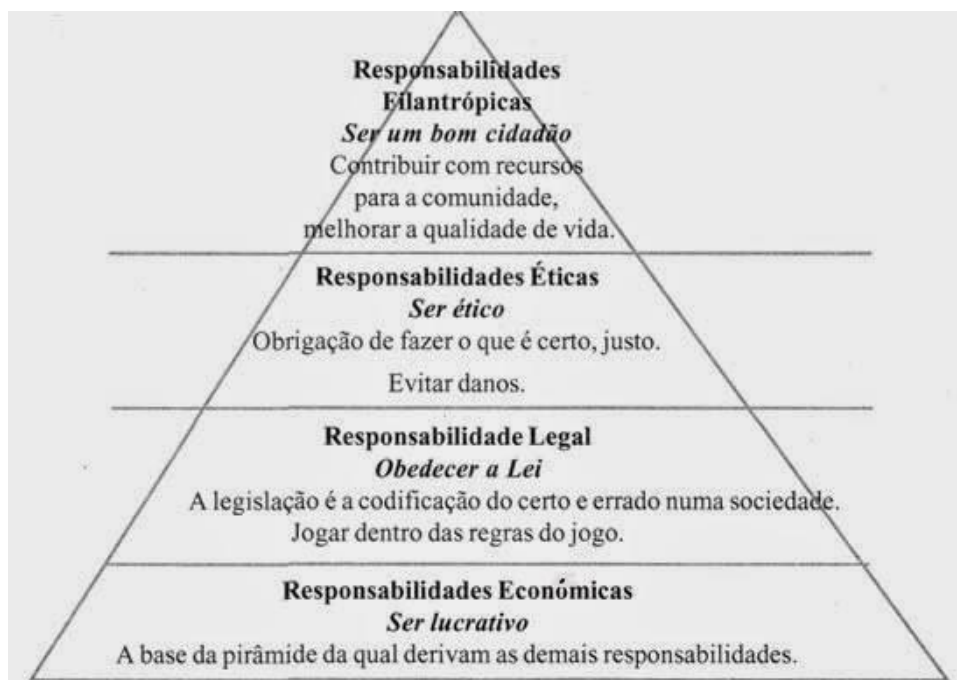 Responsabilidades
Filantrópicas
Ser um bom cidadão
Contribuir com recursos
para a comunidade,
melhorar a qualidade de vida.
Responsabilidades Éticas
Ser ético
Obrigação de fazer o que é certo, justo.
Evitar danos.
Responsabilidade Legal
Obedecer a Lei
A legislação é a codificação do certo e errado numa sociedade.
Jogar dentro das regras do jogo.
Responsabilidades Económicas
Ser lucrativo
A base da pirâmide da qual derivam as demais responsabilidades.